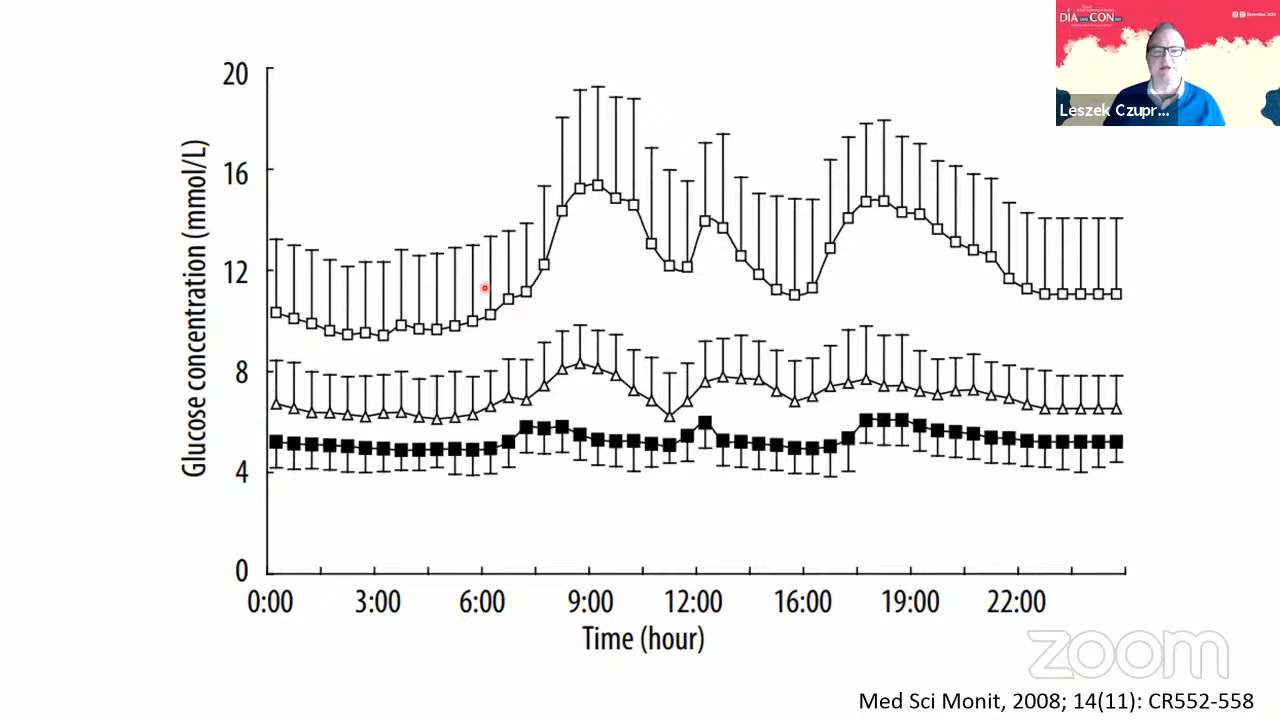 DIA CON
Leszek Czupr...
Glucose concentration (mmol/L)
20
16
12
8
4
0
0:00 3:00 6:00 9:00 12:00 16:00 19:00 22:00
Time (hour)
zoom
Med Sci Monit, 2008; 14(11): CR552-558